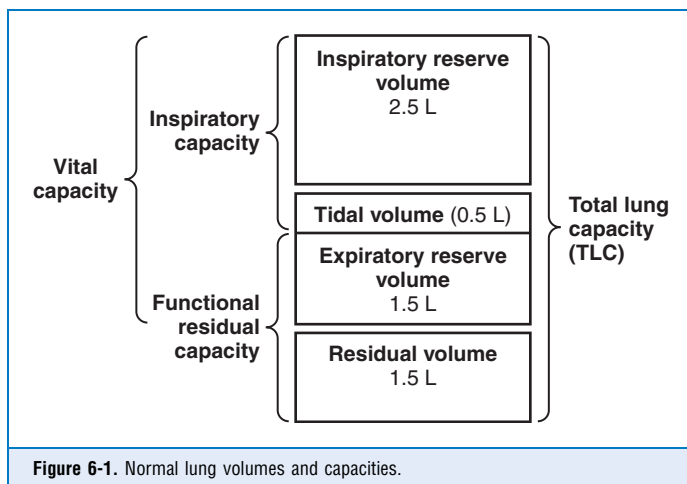 Inspiratory reserve
volume
2.5 L
Inspiratory
capacity
Vital
capacity
Tidal volume (0.5 L)
Total lung
capacity
(TLC)
Expiratory reserve
volume
1.5 L
Functional
residual
capacity
Residual volume
1.5 L
Figure 6-1. Normal lung volumes and capacities.